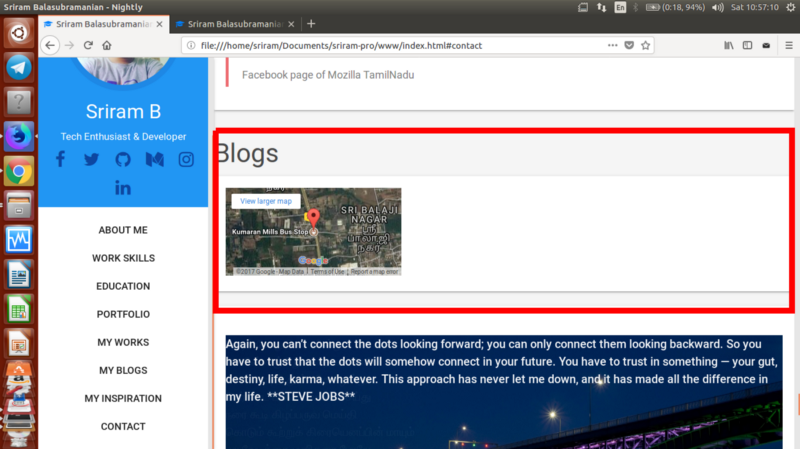 Sriram Balasubramanian - Nightly
En
(0:18, 94%)
Sat 10:57:10
Sriram Balasubramanian
Sriram Balasubramanian
file:///home/sriram/Documents/sriram-pro/www/index.html#contact
Sriram B
Tech Enthusiast & Developer
ABOUT ME
WORK SKILLS
EDUCATION
PORTFOLIO
MY WORKS
MY BLOGS
MY INSPIRATION
CONTACT
Facebook page of Mozilla TamilNadu
Blogs
View larger map
SRI BALAJI
NAGAR
ஸ்ரீ
பாலாஜி
நகர்
Kumaran Mills Bus Stop
Google
©2017 Google - Map Data
Terms of Use
Report a map error
Again, you can't connect the dots looking forward; you can only connect them looking backward. So you
have to trust that the dots will somehow connect in your future. You have to trust in something — your gut,
destiny, life, karma, whatever. This approach has never let me down, and it has made all the difference in
my life. **STEVE JOBS**